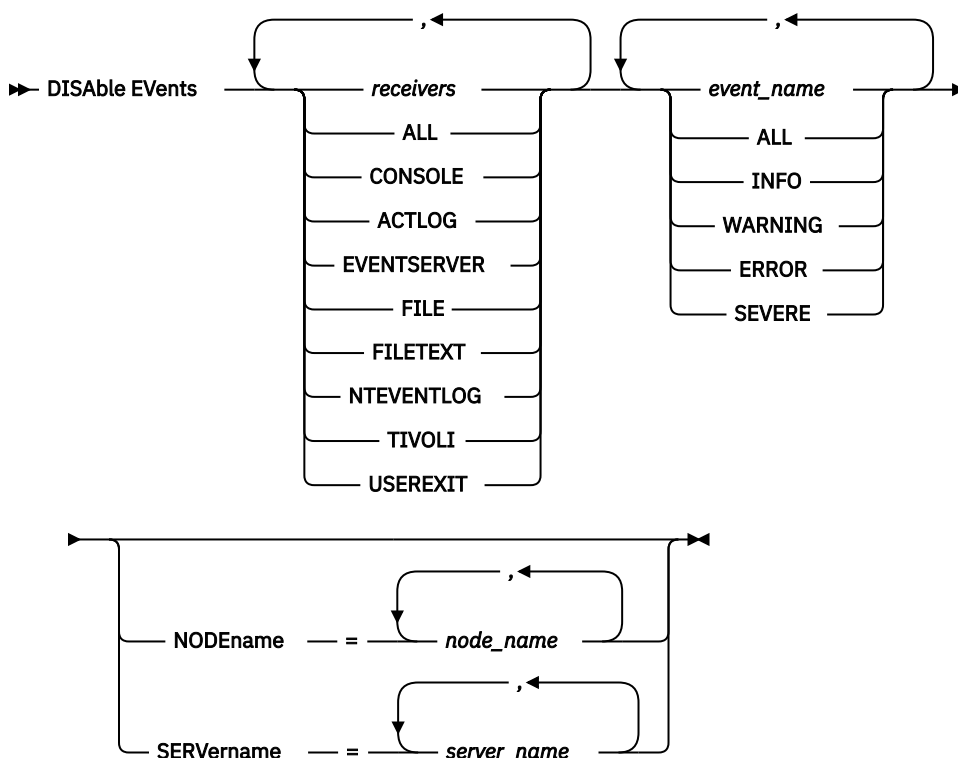 , ,
DISAble EVents receivers event_name
ALL ALL
CONSOLE INFO
ACTLOG WARNING
EVENTSERVER ERROR
FILE SEVERE
FILETEXT
NTEVENTLOG
TIVOLI
USEREXIT
,
NODEname = node_name
,
SERVername = server_name